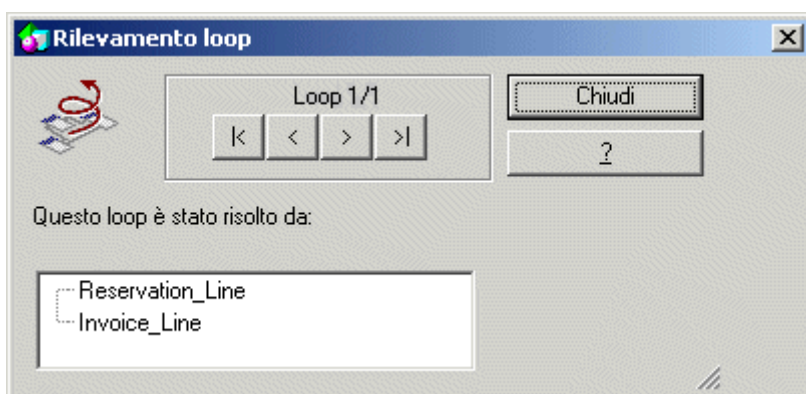 Rilevamento loop
Loop 1/1
|< < > >|
Chiudi
?
Questo loop è stato risolto da:
Reservation_Line
Invoice_Line